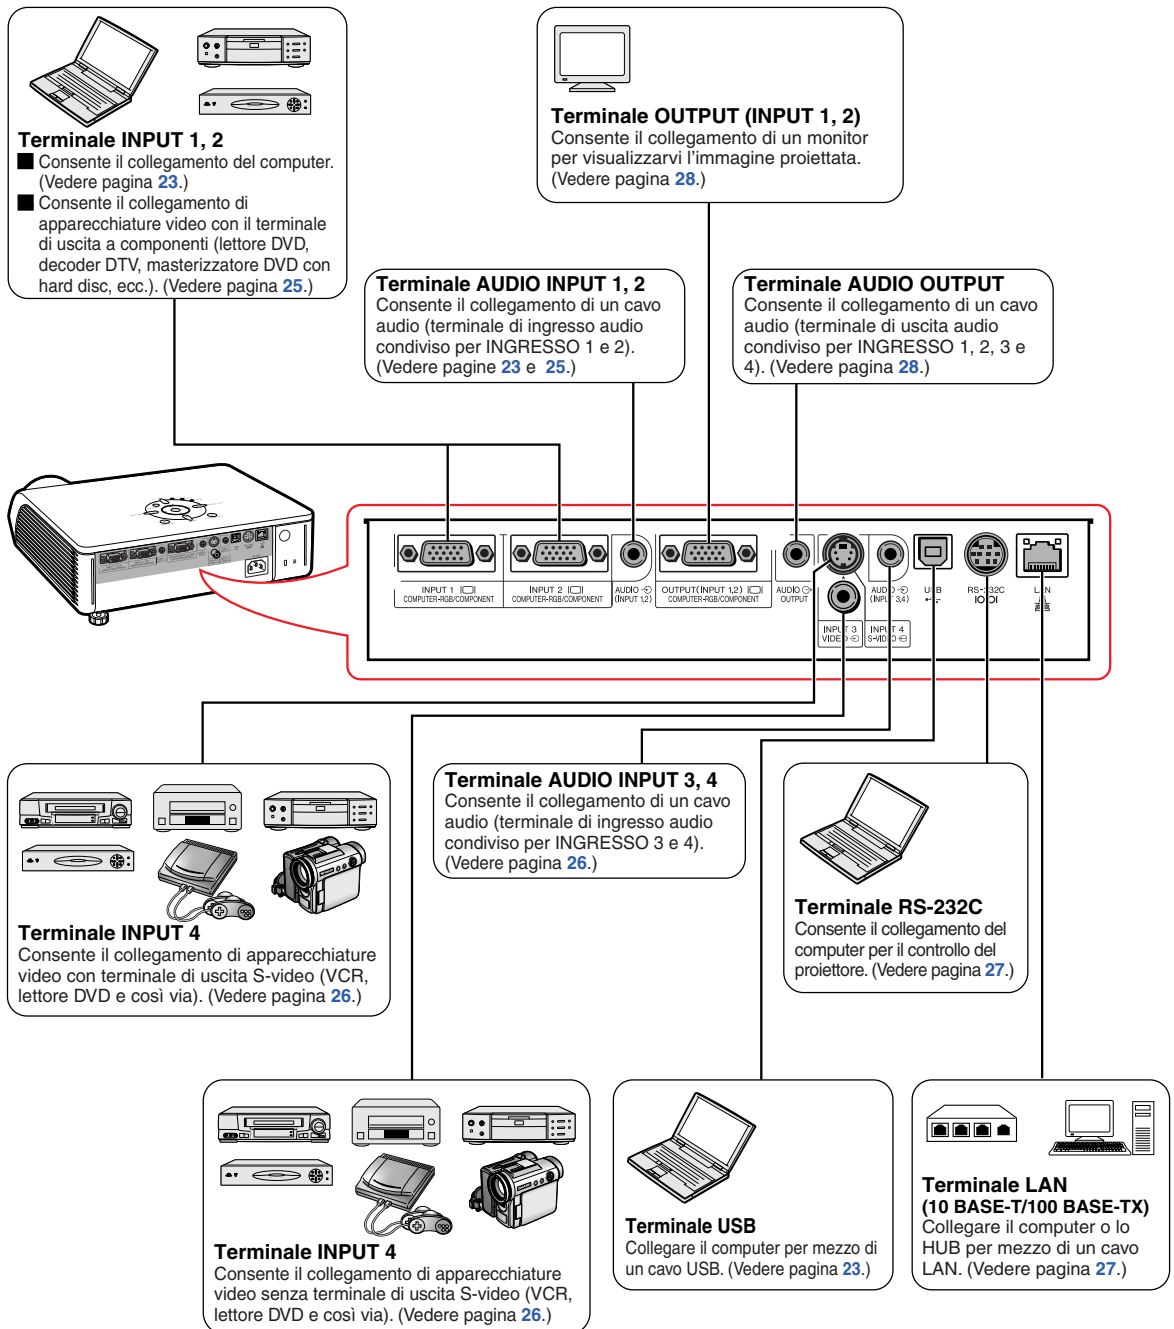 Terminale INPUT 1, 2
■ Consente il collegamento del computer.
(Vedere pagina 23.)
■ Consente il collegamento di
apparecchiature video con il terminale
di uscita a componenti (lettore DVD,
decoder DTV, masterizzatore DVD con
hard disc, ecc.). (Vedere pagina 25.)
Terminale OUTPUT (INPUT 1, 2)
Consente il collegamento di un monitor
per visualizzarvi l'immagine proiettata.
(Vedere pagina 28.)
Terminale AUDIO INPUT 1, 2
Consente il collegamento di un cavo
audio (terminale di ingresso audio
condiviso per INGRESSO 1 e 2).
(Vedere pagine 23 e 25.)
Terminale AUDIO OUTPUT
Consente il collegamento di un cavo
audio (terminale di uscita audio
condiviso per INGRESSO 1, 2, 3 e
4). (Vedere pagina 28.)
INPUT 1
COMPUTER-RGB/COMPONENT
INPUT 2
COMPUTER-RGB/COMPONENT
AUDIO
(INPUT 1,2)
OUTPUT(INPUT 1,2)
COMPUTER-RGB/COMPONENT
AUDIO
OUTPUT
INPUT 3
VIDEO
AUDIO
(INPUT 3,4)
INPUT 4
S-VIDEO
USB
RS-232C
LAN
Terminale INPUT 4
Consente il collegamento di apparecchiature
video con terminale di uscita S-video (VCR,
lettore DVD e così via). (Vedere pagina 26.)
Terminale AUDIO INPUT 3, 4
Consente il collegamento di un cavo
audio (terminale di ingresso audio
condiviso per INGRESSO 3 e 4).
(Vedere pagina 26.)
Terminale RS-232C
Consente il collegamento del
computer per il controllo del
proiettore. (Vedere pagina 27.)
Terminale INPUT 4
Consente il collegamento di apparecchiature
video senza terminale di uscita S-video (VCR,
lettore DVD e così via). (Vedere pagina 26.)
Terminale USB
Collegare il computer per mezzo di
un cavo USB. (Vedere pagina 23.)
Terminale LAN
(10 BASE-T/100 BASE-TX)
Collegare il computer o lo
HUB per mezzo di un cavo
LAN. (Vedere pagina 27.)